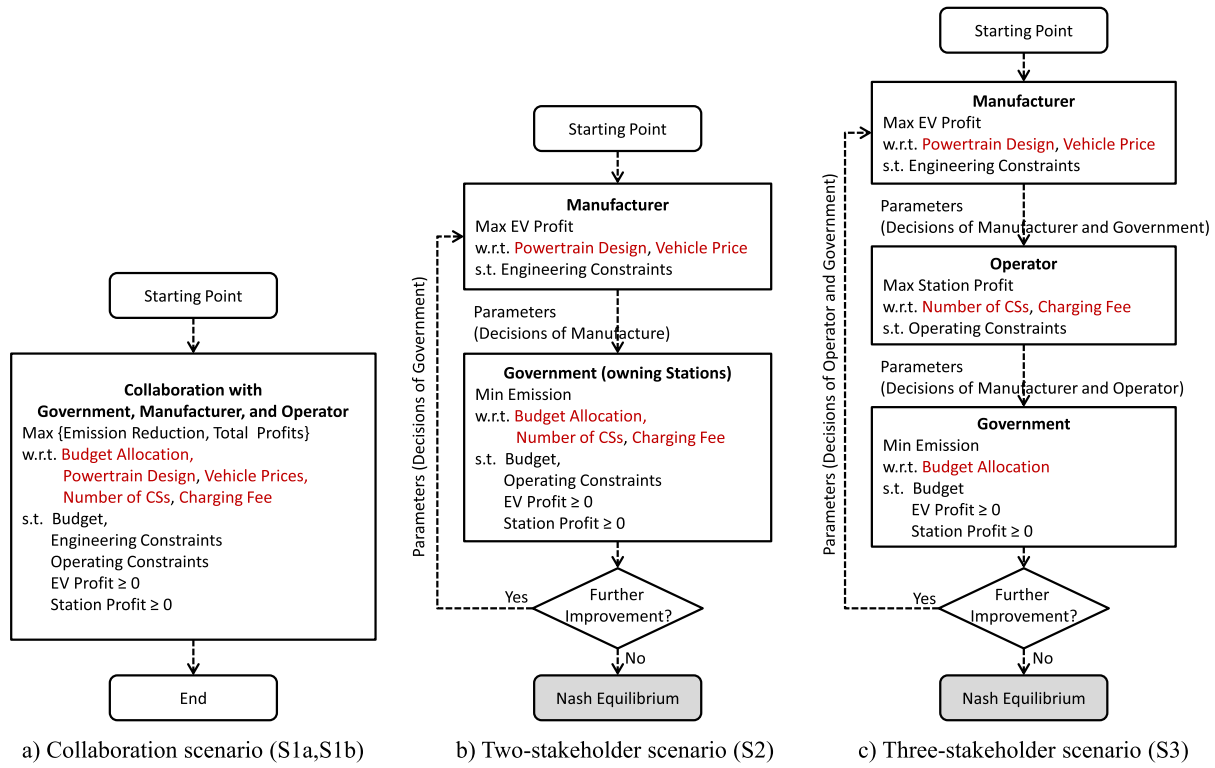 Starting Point
Collaboration with
Government, Manufacturer, and Operator
Max {Emission Reduction, Total Profits}
w.r.t. Budget Allocation,
Powertrain Design, Vehicle Prices,
Number of CSs, Charging Fee
s.t. Budget,
Engineering Constraints
Operating Constraints
EV Profit ≥ 0
Station Profit ≥ 0
End
a) Collaboration scenario (S1a,S1b)
Starting Point
Manufacturer
Max EV Profit
w.r.t. Powertrain Design, Vehicle Price
s.t. Engineering Constraints
Parameters
(Decisions of Manufacture)
Parameters (Decisions of Government)
Government (owning Stations)
Min Emission
w.r.t. Budget Allocation,
Number of CSs, Charging Fee
s.t. Budget,
Operating Constraints
EV Profit ≥ 0
Station Profit ≥ 0
Further
Improvement?
Yes
No
Nash Equilibrium
b) Two-stakeholder scenario (S2)
Starting Point
Manufacturer
Max EV Profit
w.r.t. Powertrain Design, Vehicle Price
s.t. Engineering Constraints
Parameters
(Decisions of Manufacturer and Government)
Parameters (Decisions of Operator and Government)
Operator
Max Station Profit
w.r.t. Number of CSs, Charging Fee
s.t. Operating Constraints
Parameters
(Decisions of Manufacturer and Operator)
Government
Min Emission
w.r.t. Budget Allocation
s.t. Budget
EV Profit ≥ 0
Station Profit ≥ 0
Further
Improvement?
Yes
No
Nash Equilibrium
c) Three-stakeholder scenario (S3)